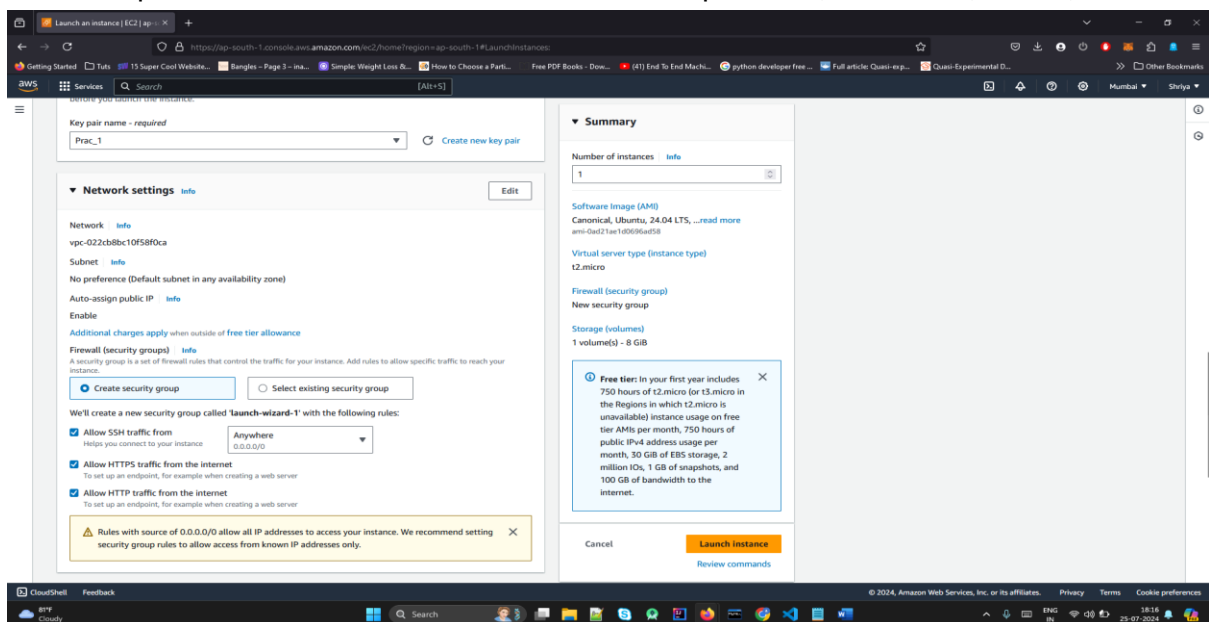 Launch an instance | EC2 | ap-s
https://ap-south-1.console.aws.amazon.com/ec2/home?region=ap-south-1#LaunchInstances:
Getting Started Tuts 15 Super Cool Website... Bangles – Page 3 – ina... Simple: Weight Loss &... How to Choose a Parti... Free PDF Books - Dow... (41) End To End Machi... python developer free ... Full article: Quasi-exp... Quasi-Experimental D... Other Bookmarks
aws Services Search [Alt+S] Mumbai Shriya
before you launch the instance.
Key pair name - required
Prac_1
Create new key pair
Network settings Info
Edit
Network Info
vpc-022cb8bc10f58f0ca
Subnet Info
No preference (Default subnet in any availability zone)
Auto-assign public IP Info
Enable
Additional charges apply when outside of free tier allowance
Firewall (security groups) Info
A security group is a set of firewall rules that control the traffic for your instance. Add rules to allow specific traffic to reach your
instance.
Create security group
Select existing security group
We'll create a new security group called 'launch-wizard-1' with the following rules:
Allow SSH traffic from
Helps you connect to your instance
Anywhere
0.0.0.0/0
Allow HTTPS traffic from the internet
To set up an endpoint, for example when creating a web server
Allow HTTP traffic from the internet
To set up an endpoint, for example when creating a web server
Rules with source of 0.0.0.0/0 allow all IP addresses to access your instance. We recommend setting
security group rules to allow access from known IP addresses only.
Summary
Number of instances Info
1
Software Image (AMI)
Canonical, Ubuntu, 24.04 LTS, ...read more
ami-0ad21ae1d0696ad58
Virtual server type (instance type)
t2.micro
Firewall (security group)
New security group
Storage (volumes)
1 volume(s) - 8 GiB
Free tier: In your first year includes
750 hours of t2.micro (or t3.micro in
the Regions in which t2.micro is
unavailable) instance usage on free
tier AMIs per month, 750 hours of
public IPv4 address usage per
month, 30 GiB of EBS storage, 2
million IOs, 1 GB of snapshots, and
100 GB of bandwidth to the
internet.
Cancel
Launch instance
Review commands
CloudShell Feedback © 2024, Amazon Web Services, Inc. or its affiliates. Privacy Terms Cookie preferences
81°F
Cloudy
Search
ENG
IN
18:16
25-07-2024